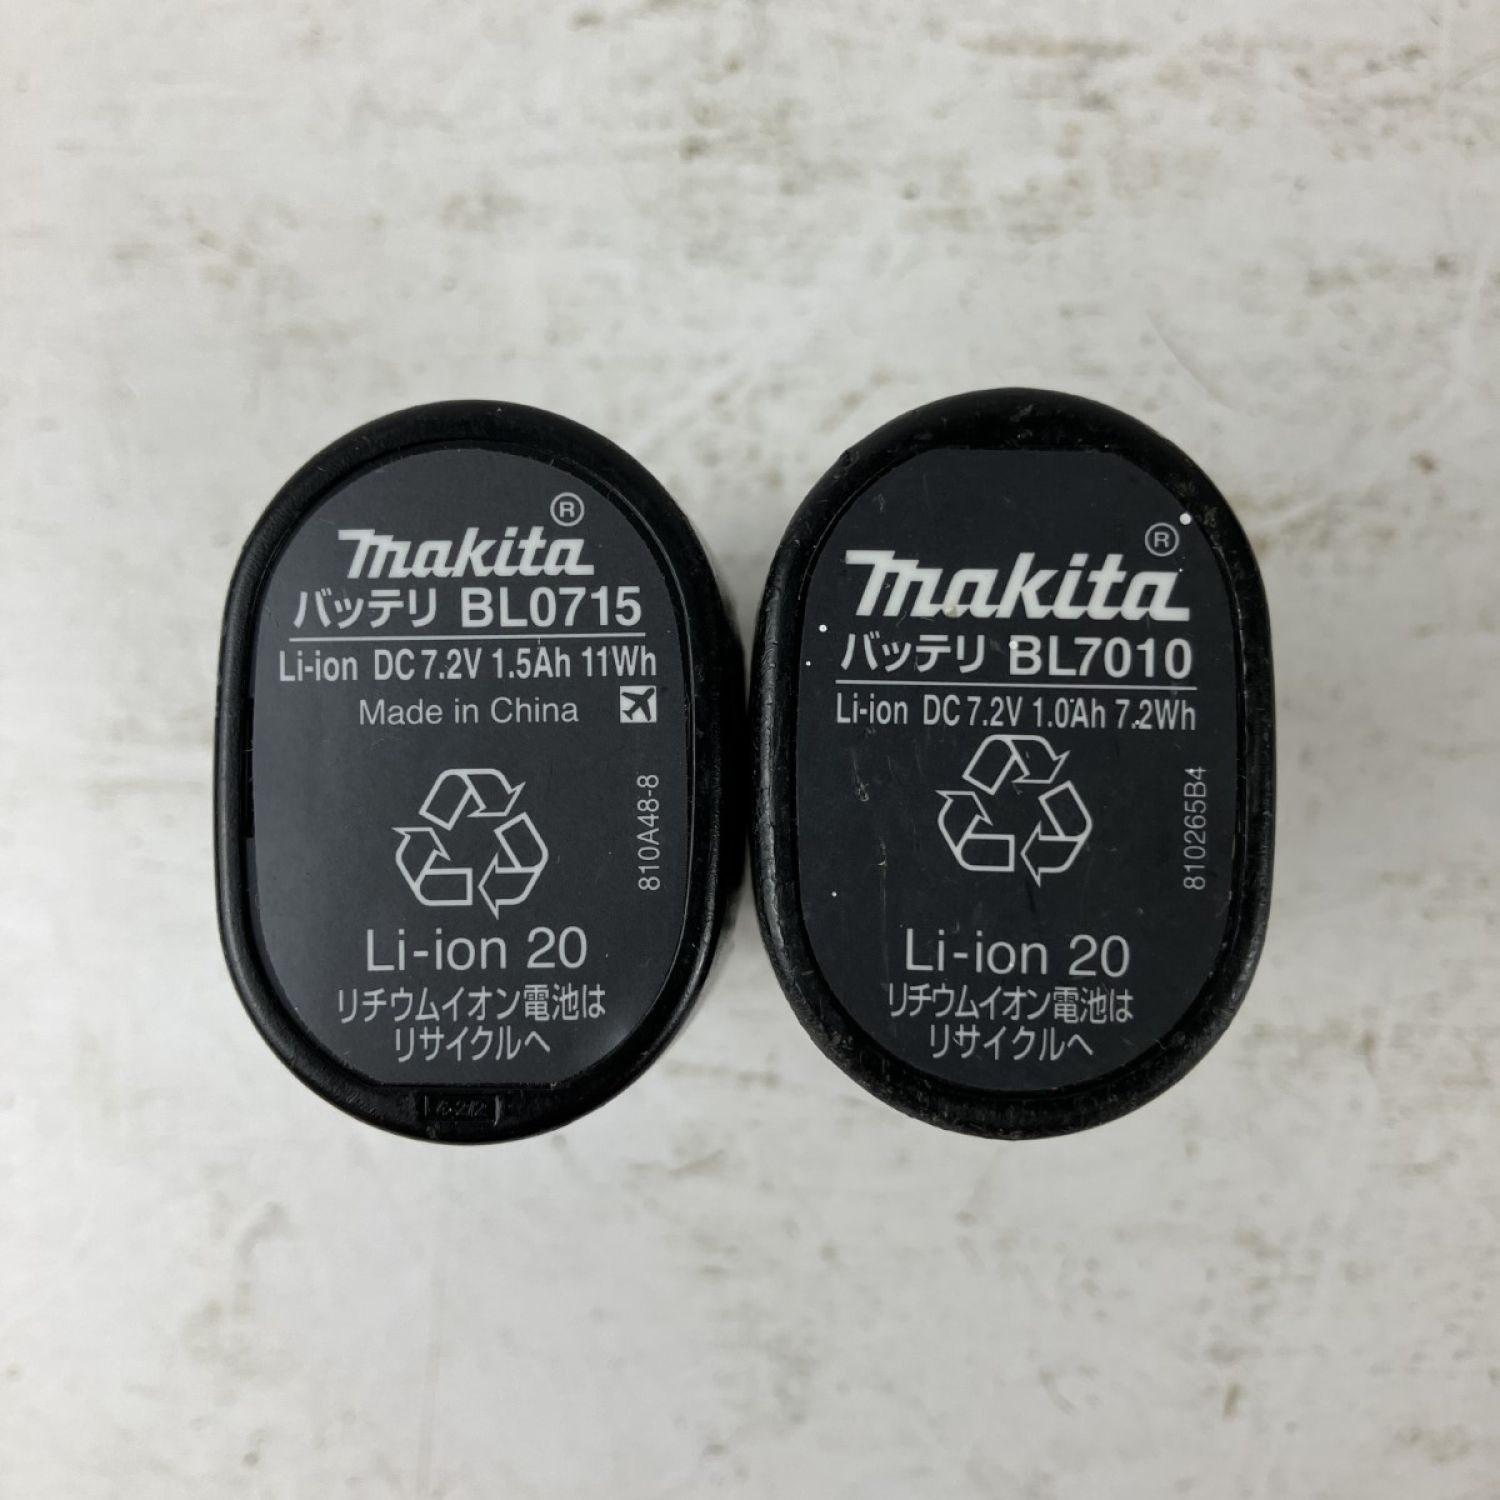 makita®
バッテリ BL0715
Li-ion DC 7.2V 1.5Ah 11Wh
Made in China
810A48-8
Li-ion 20
リチウムイオン電池は
リサイクルへ
makita®
バッテリ BL7010
Li-ion DC 7.2V 1.0Ah 7.2Wh
810265B4
Li-ion 20
リチウムイオン電池は
リサイクルへ